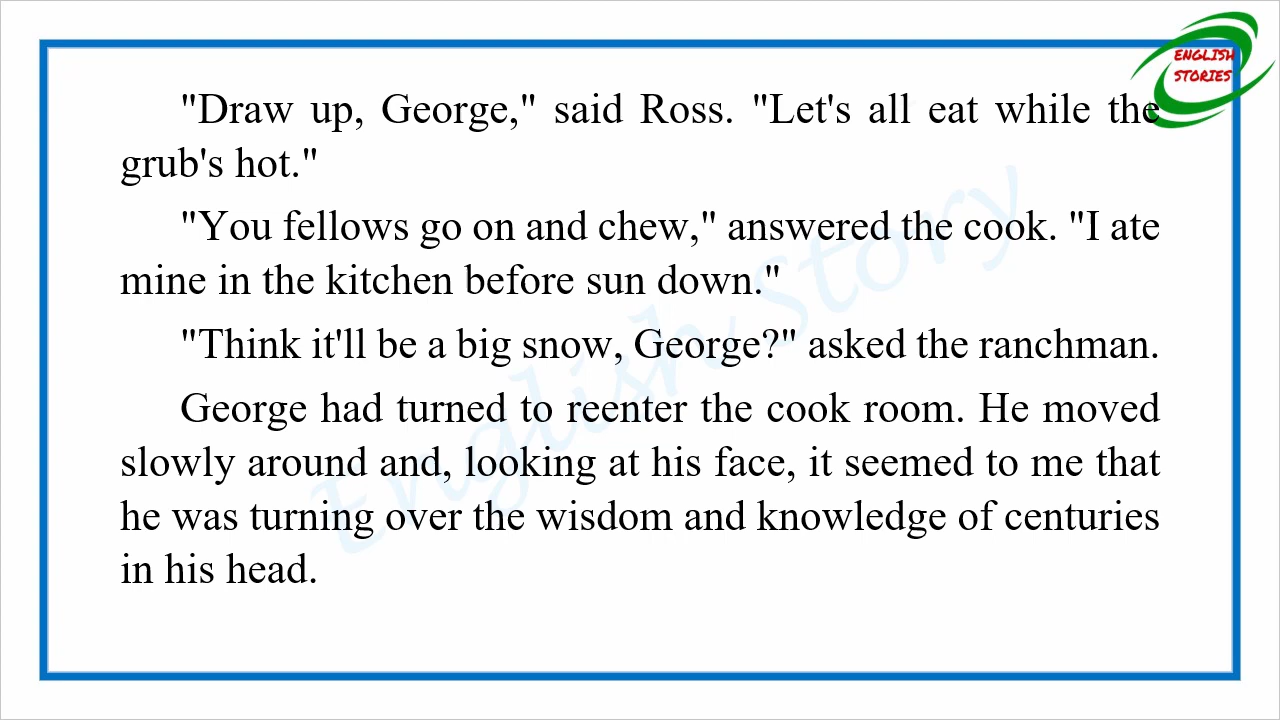 ENGLISH
STORIES
"Draw up, George," said Ross. "Let's all eat while the
grub's hot."
"You fellows go on and chew," answered the cook. "I ate
mine in the kitchen before sun down."
"Think it'll be a big snow, George?" asked the ranchman.
George had turned to reenter the cook room. He moved
slowly around and, looking at his face, it seemed to me that
he was turning over the wisdom and knowledge of centuries
in his head.
English Story